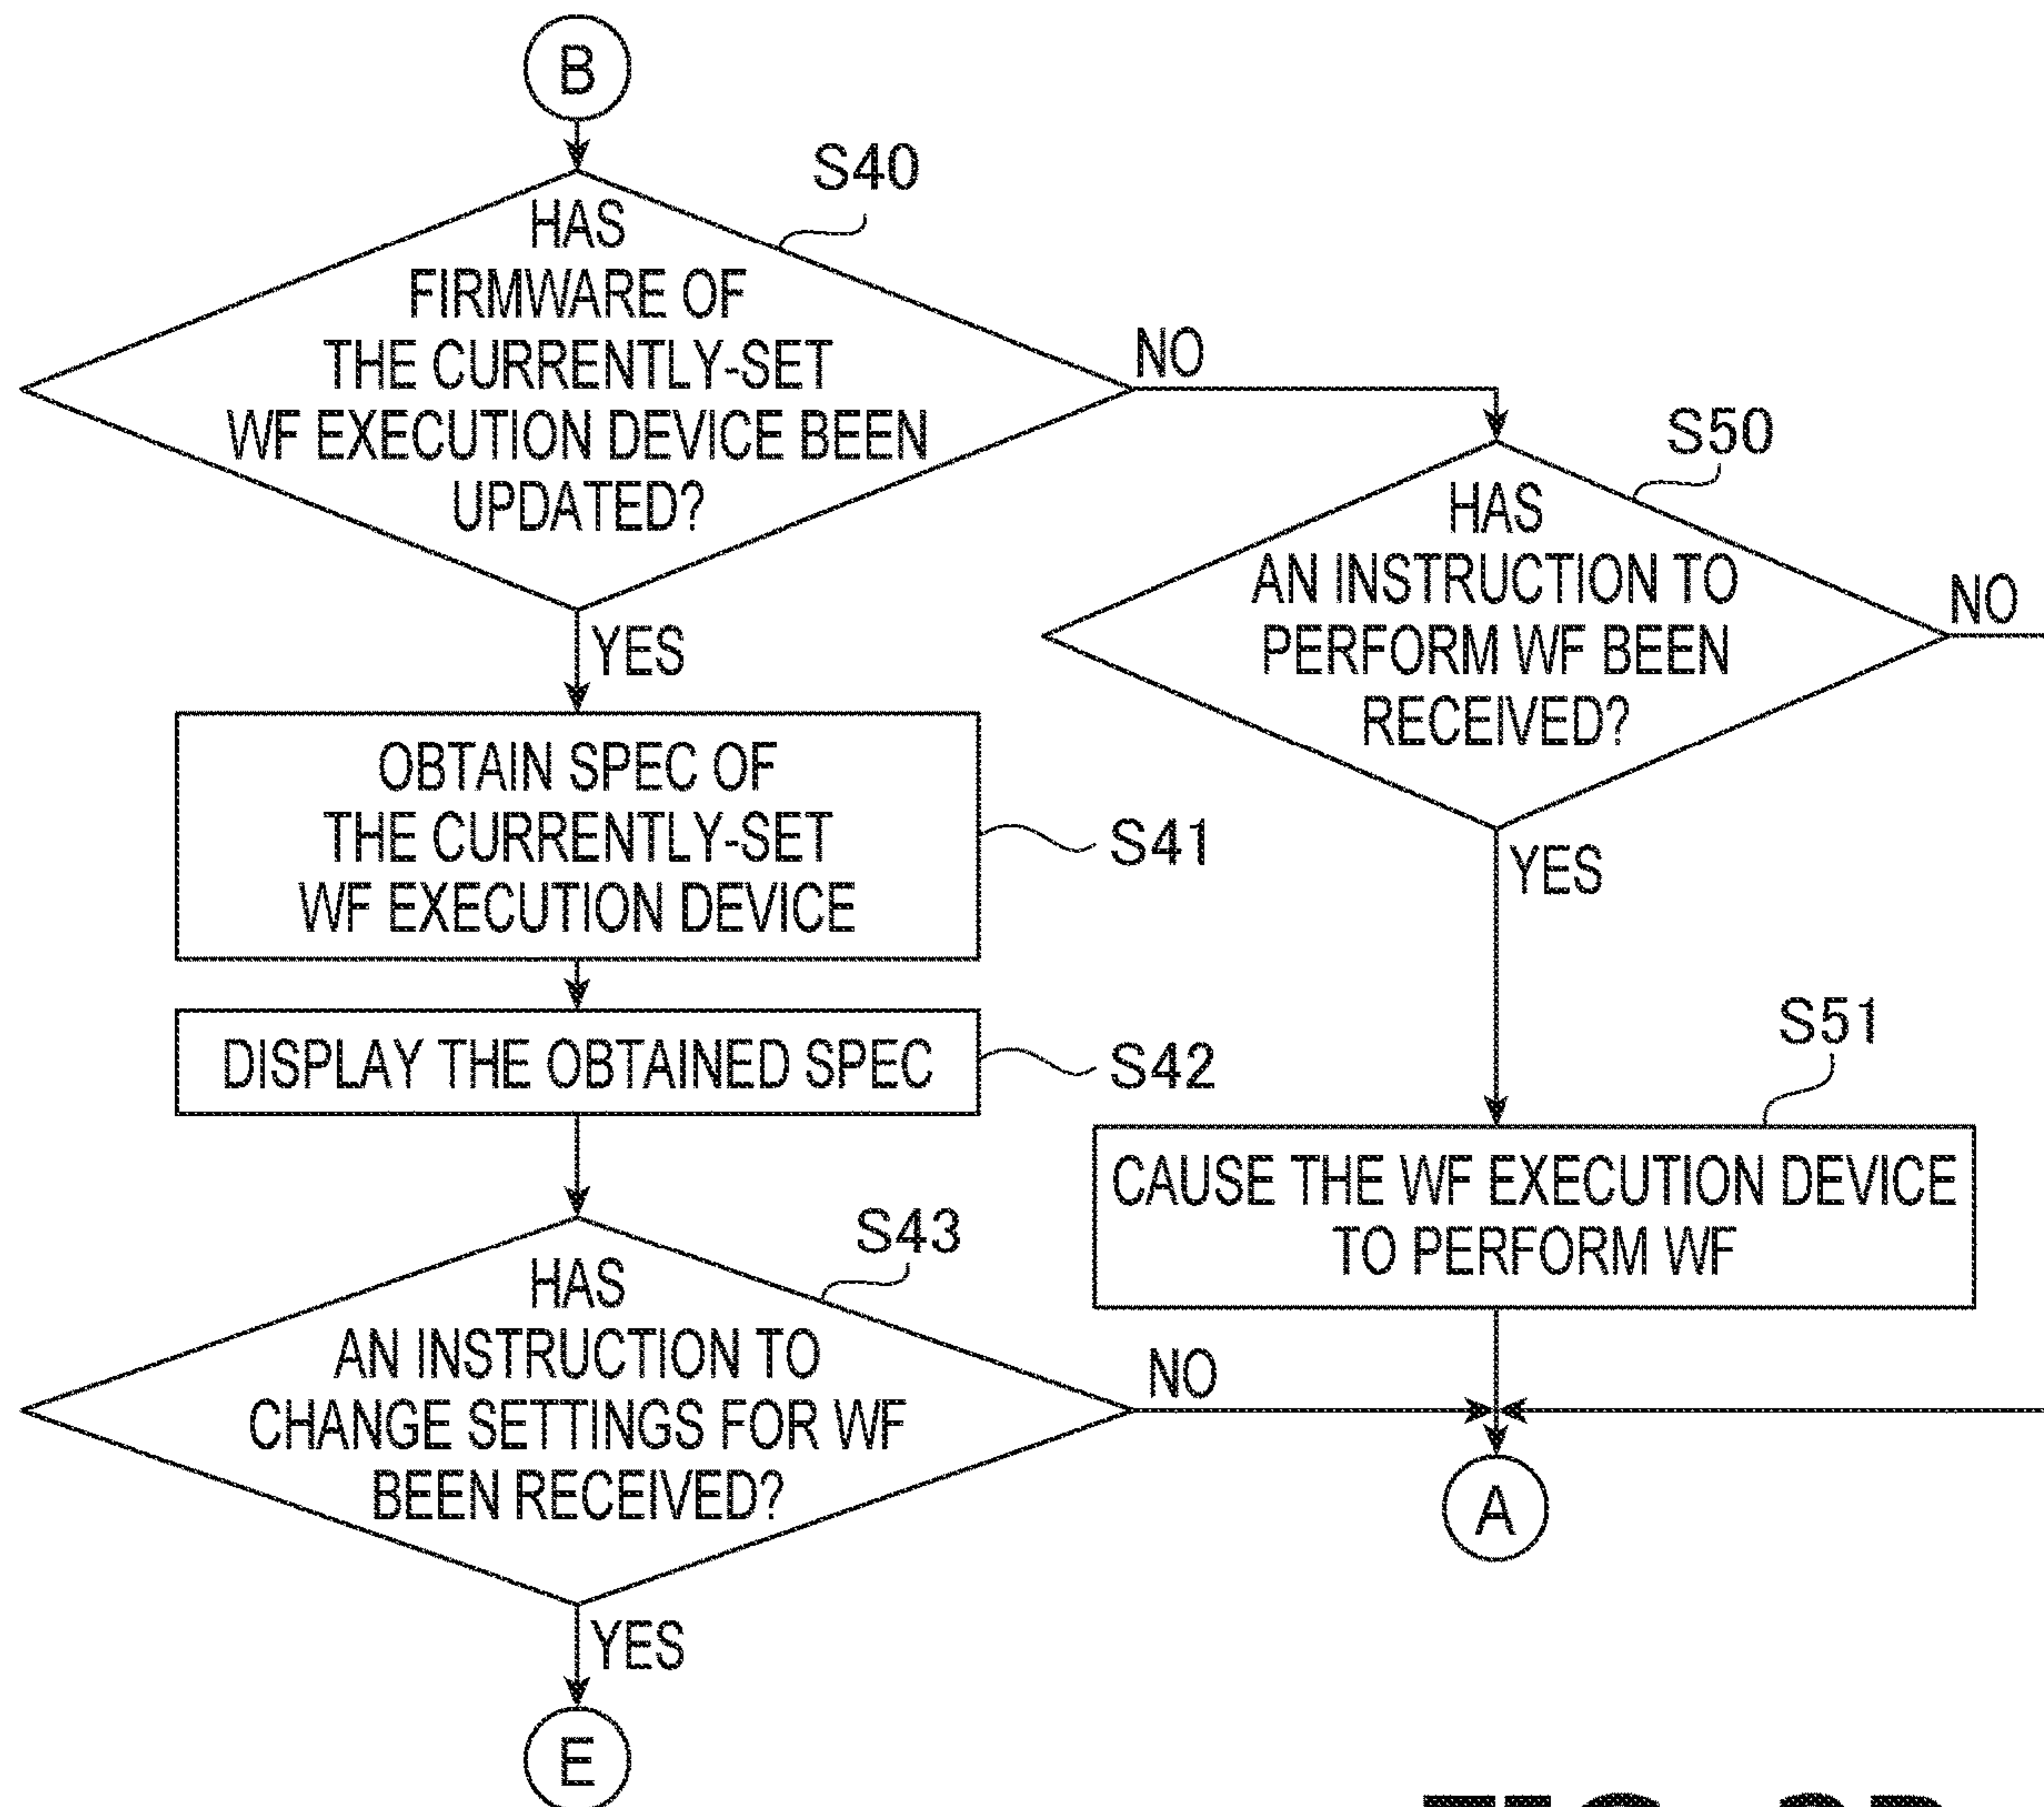 B
S40
HAS
FIRMWARE OF
THE CURRENTLY-SET
WF EXECUTION DEVICE BEEN
UPDATED?
NO
YES
S50
HAS
AN INSTRUCTION TO
PERFORM WF BEEN
RECEIVED?
NO
YES
OBTAIN SPEC OF
THE CURRENTLY-SET
WF EXECUTION DEVICE
S41
DISPLAY THE OBTAINED SPEC
S42
S51
CAUSE THE WF EXECUTION DEVICE
TO PERFORM WF
S43
HAS
AN INSTRUCTION TO
CHANGE SETTINGS FOR WF
BEEN RECEIVED?
NO
YES
A
E